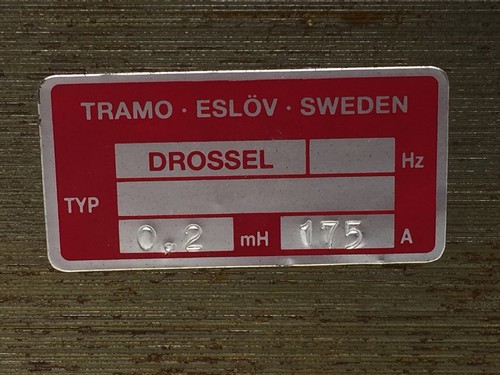 TRAMO · ESLÖV · SWEDEN
DROSSEL Hz
TYP
0,2 mH 175 A